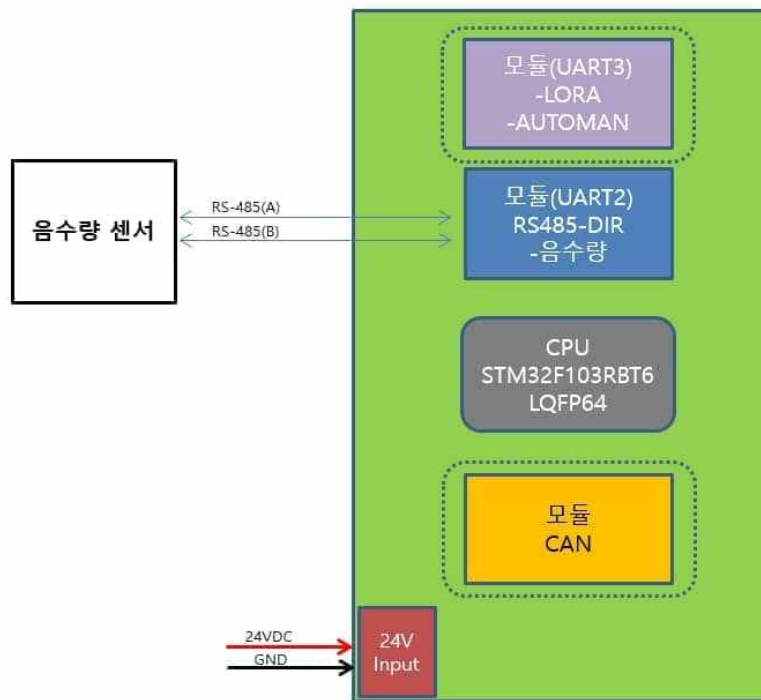 모듈(UART3)
-LORA
-AUTOMAN
음수량 센서
RS-485(A)
RS-485(B)
모듈(UART2)
RS485-DIR
-음수량
CPU
STM32F103RBT6
LQFP64
모듈
CAN
24VDC
GND
24V
Input